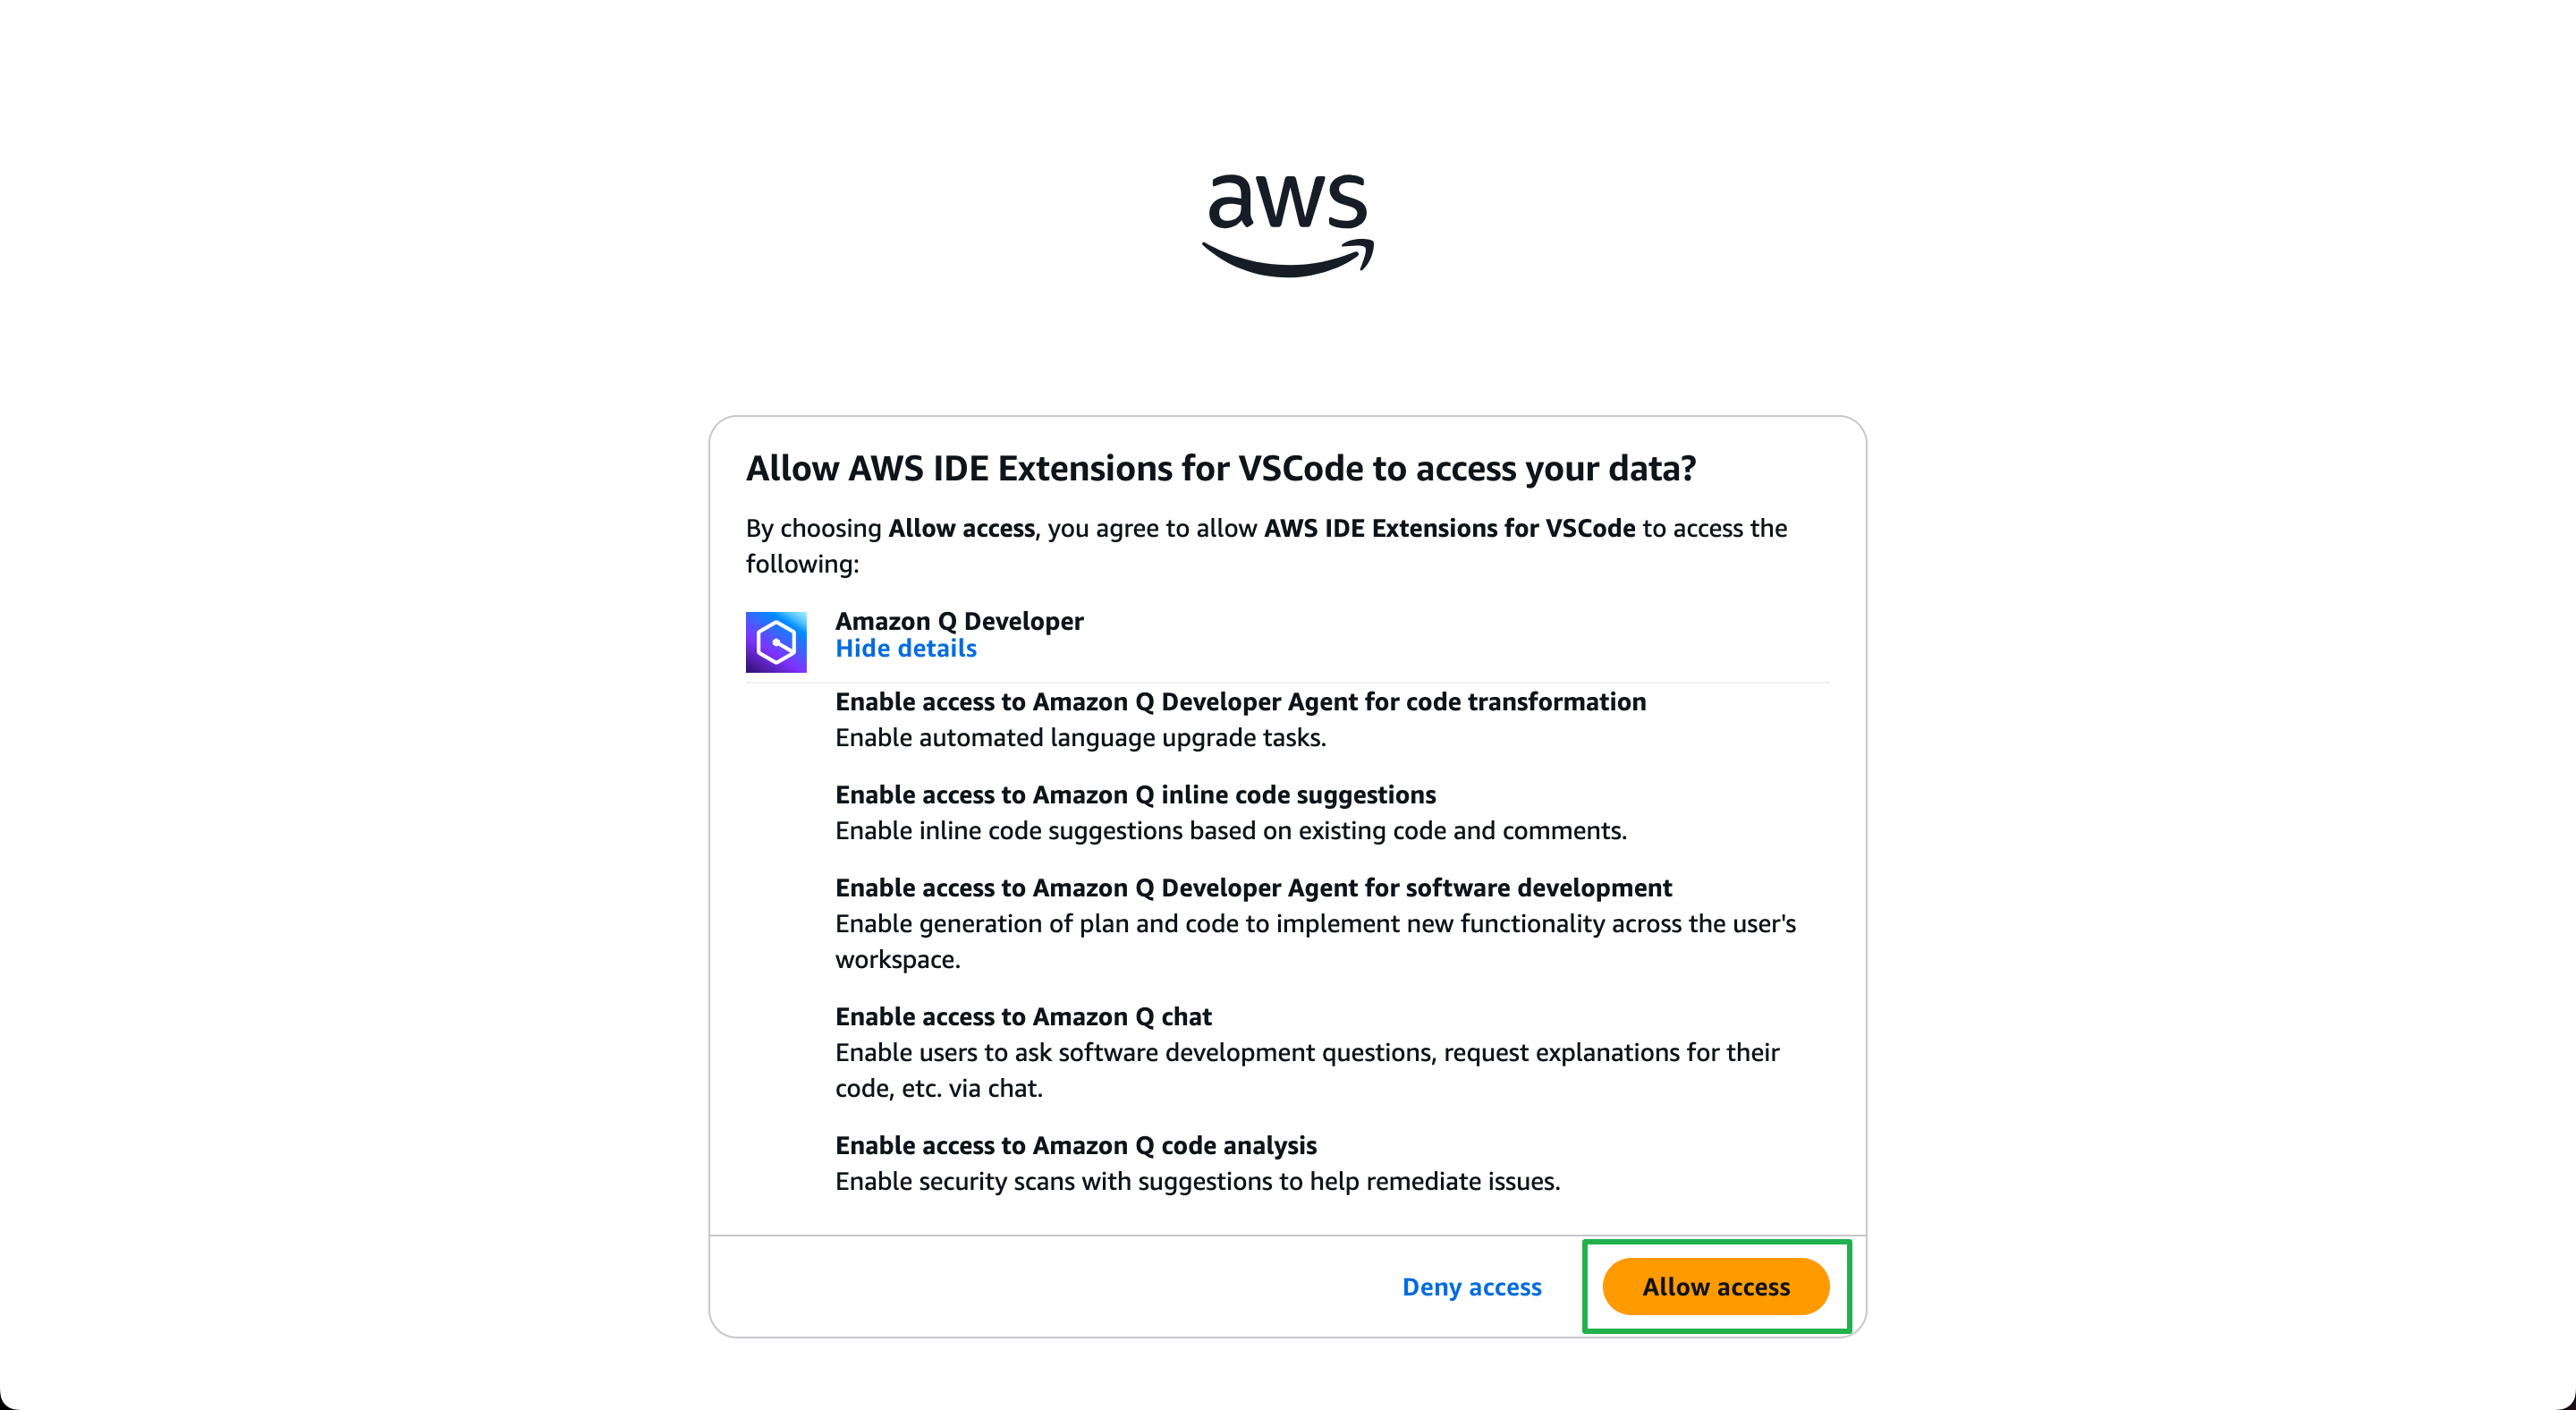 aws
Allow AWS IDE Extensions for VSCode to access your data?
By choosing Allow access, you agree to allow AWS IDE Extensions for VSCode to access the
following:
Amazon Q Developer
Hide details
Enable access to Amazon Q Developer Agent for code transformation
Enable automated language upgrade tasks.
Enable access to Amazon Q inline code suggestions
Enable inline code suggestions based on existing code and comments.
Enable access to Amazon Q Developer Agent for software development
Enable generation of plan and code to implement new functionality across the user's
workspace.
Enable access to Amazon Q chat
Enable users to ask software development questions, request explanations for their
code, etc. via chat.
Enable access to Amazon Q code analysis
Enable security scans with suggestions to help remediate issues.
Deny access
Allow access